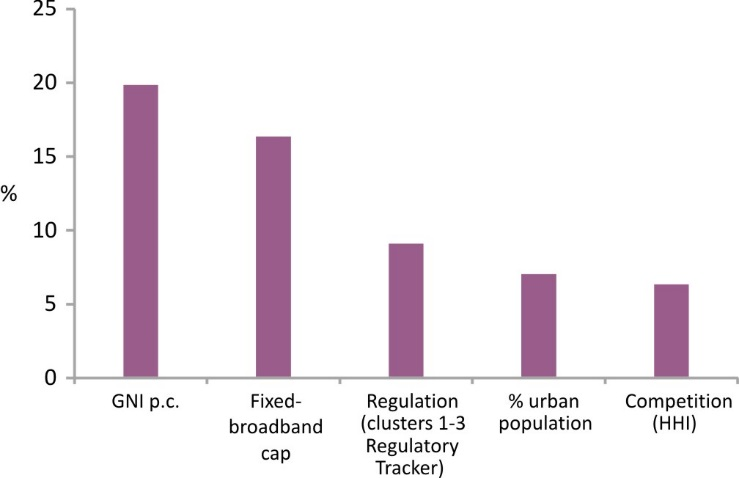 25
20
15
%
10
5
0
GNI p.c.
Fixed-
broadband
cap
Regulation
(clusters 1-3
Regulatory
Tracker)
% urban
population
Competition
(HHI)